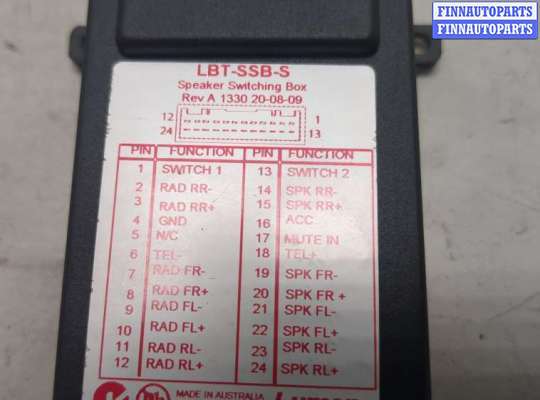 FINNAUTOPARTS
FINNAUTOPARTS
LBT-SSB-S
Speaker Switching Box
Rev A 1330 20-08-09
12 1
24 13
PIN FUNCTION PIN FUNCTION
1 SWITCH 1 13 SWITCH 2
2 RAD RR- 14 SPK RR-
3 RAD RR+ 15 SPK RR+
4 GND 16 ACC
5 N/C 17 MUTE IN
6 TEL- 18 TEL+
7 RAD FR- 19 SPK FR-
8 RAD FR+ 20 SPK FR +
9 RAD FL- 21 SPK FL-
10 RAD FL+ 22 SPK FL+
11 RAD RL- 23 SPK RL-
12 RAD RL+ 24 SPK RL+
MADE IN AUSTRALIA